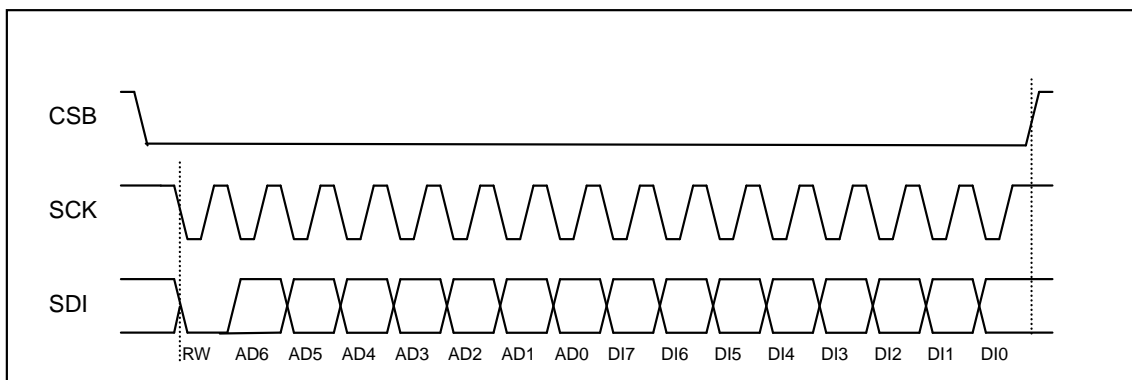 CSB
SCK
SDI
RW AD6 AD5 AD4 AD3 AD2 AD1 AD0 DI7 DI6 DI5 DI4 DI3 DI2 DI1 DI0